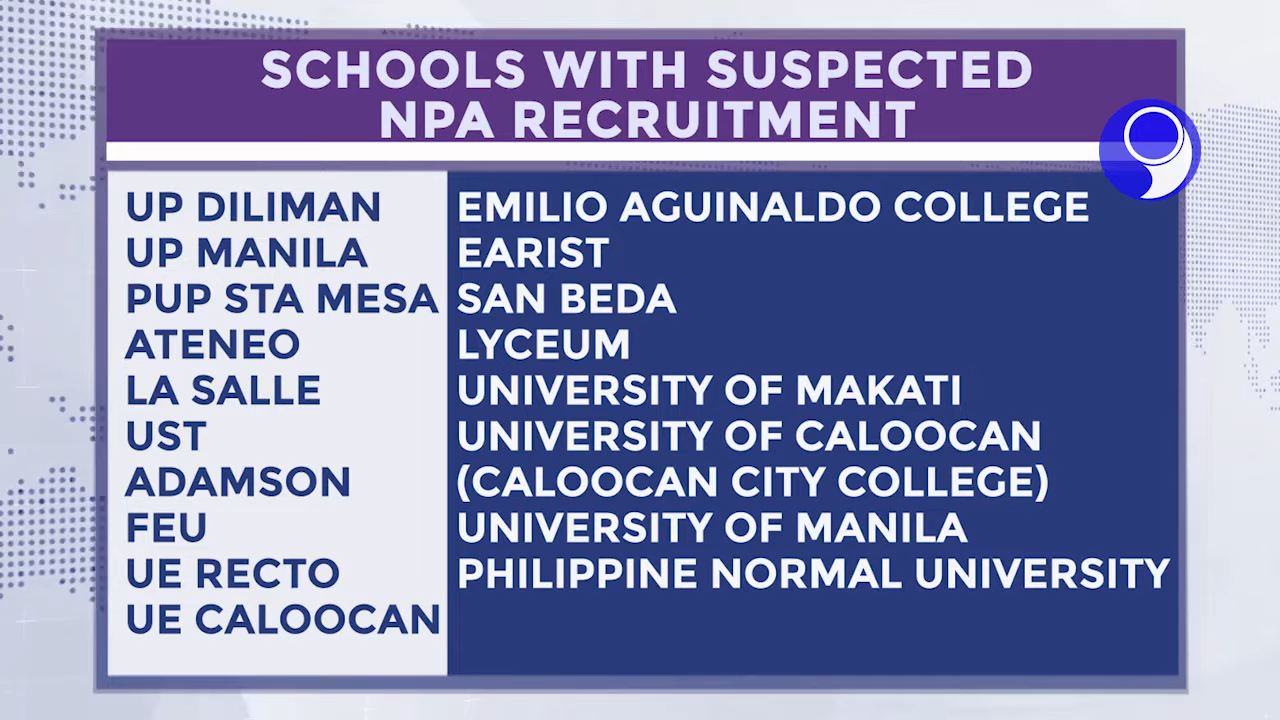 SCHOOLS WITH SUSPECTED
NPA RECRUITMENT
UP DILIMAN
UP MANILA
PUP STA MESA
ATENEO
LA SALLE
UST
ADAMSON
FEU
UE RECTO
UE CALOOCAN
EMILIO AGUINALDO COLLEGE
EARIST
SAN BEDA
LYCEUM
UNIVERSITY OF MAKATI
UNIVERSITY OF CALOOCAN
(CALOOCAN CITY COLLEGE)
UNIVERSITY OF MANILA
PHILIPPINE NORMAL UNIVERSITY